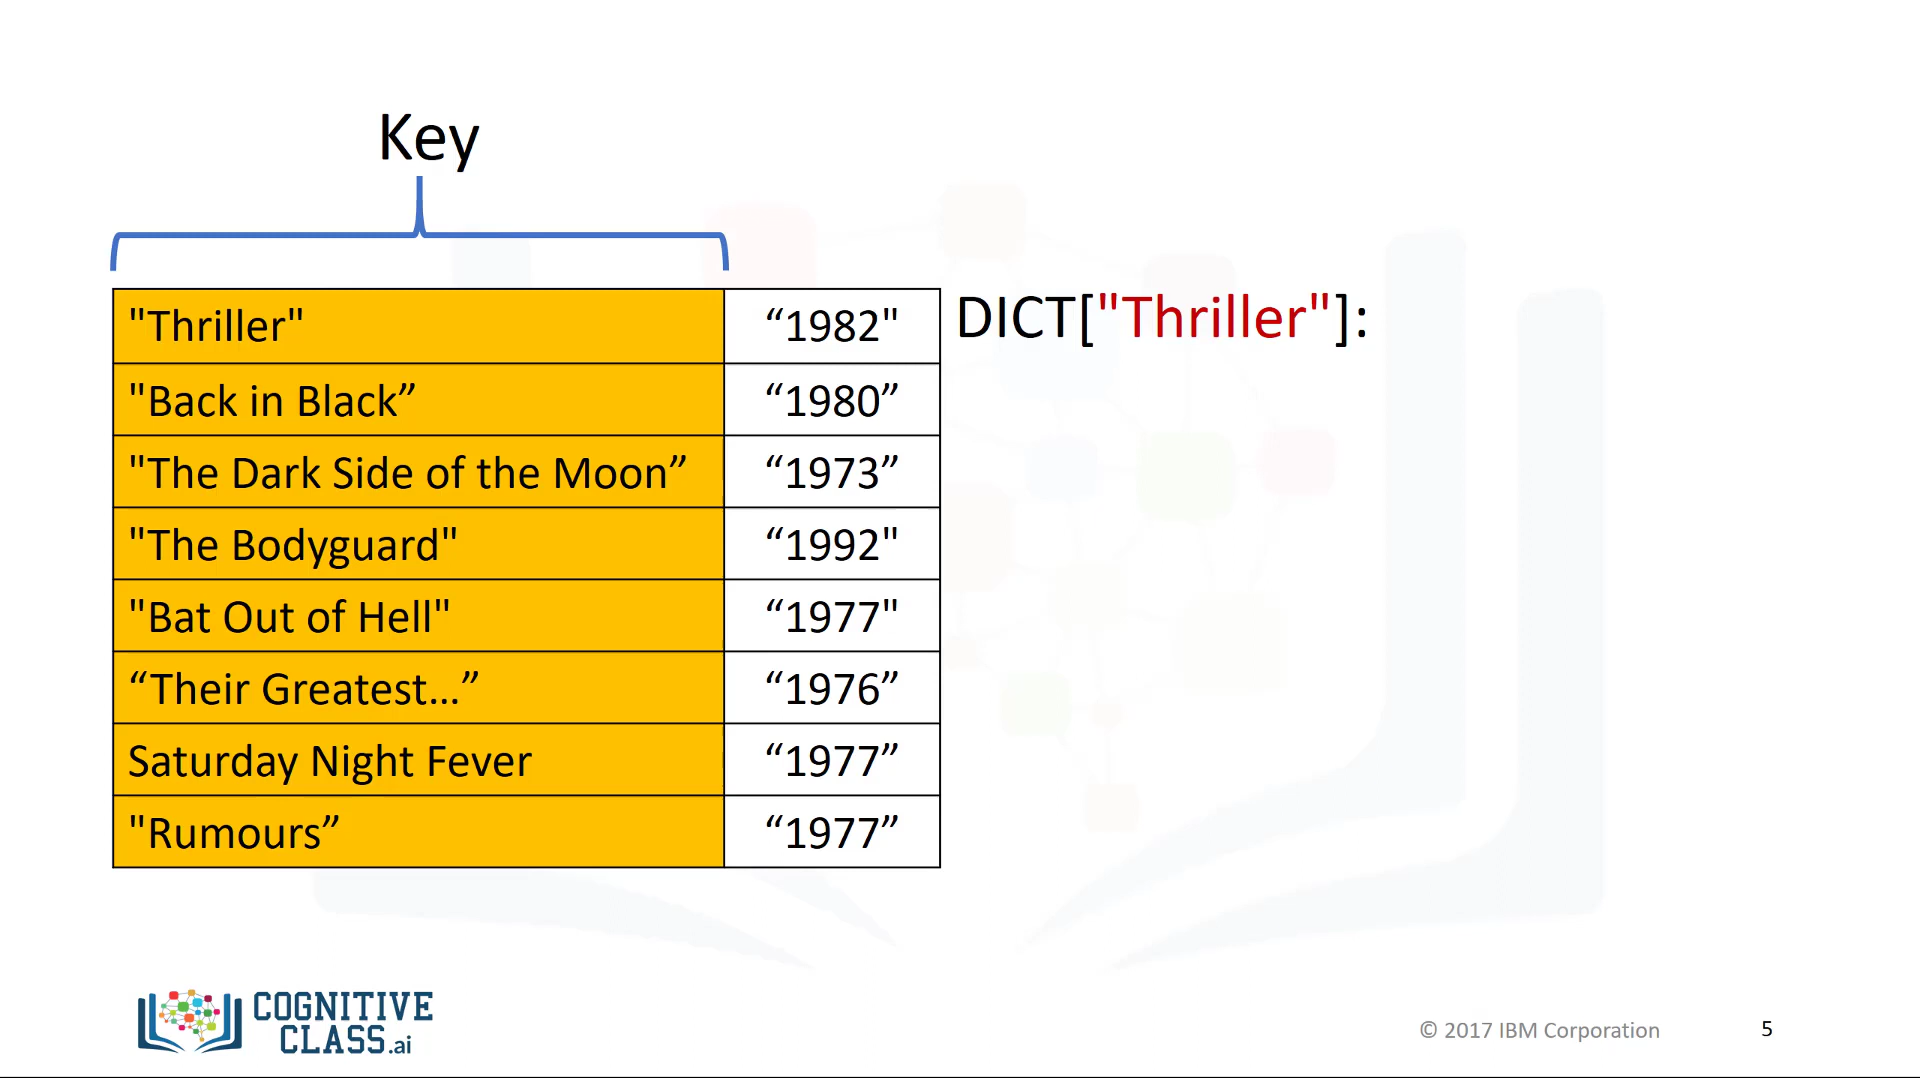 Key
"Thriller" “1982" DICT["Thriller"]:
"Back in Black” “1980”
"The Dark Side of the Moon” “1973”
"The Bodyguard" “1992"
"Bat Out of Hell" “1977"
“Their Greatest...” “1976”
Saturday Night Fever “1977”
"Rumours” “1977”
COGNITIVE
CLASS.ai
© 2017 IBM Corporation 5